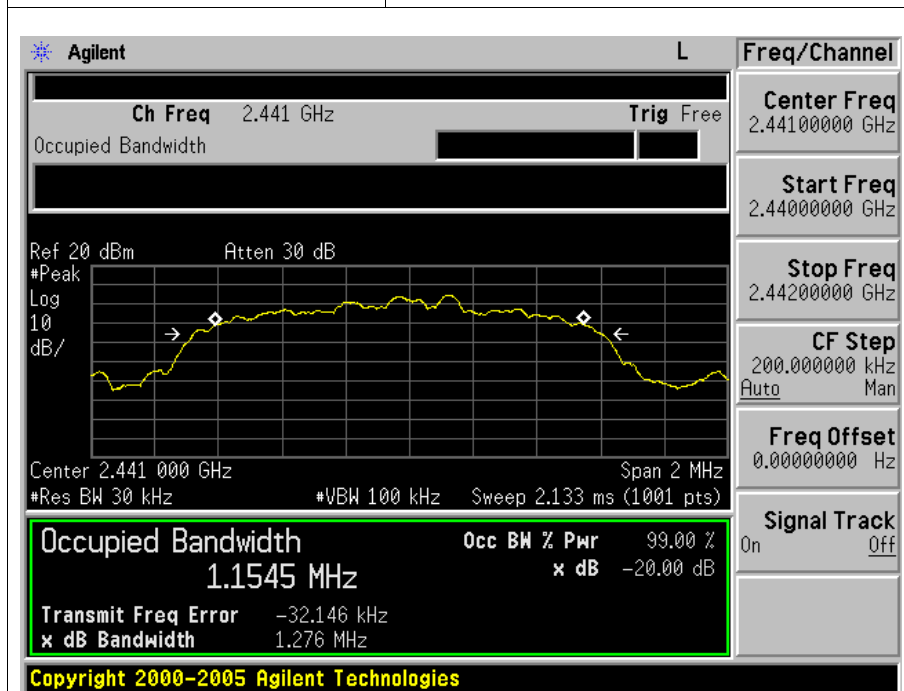 Agilent L
Freq/Channel
Ch Freq 2.441 GHz Trig Free
Occupied Bandwidth
Center Freq
2.44100000 GHz
Start Freq
2.44000000 GHz
Stop Freq
2.44200000 GHz
CF Step
200.000000 kHz
Auto Man
Freq Offset
0.00000000 Hz
Signal Track
On Off
Ref 20 dBm Atten 30 dB
#Peak
Log
10
dB/
Center 2.441 000 GHz Span 2 MHz
#Res BW 30 kHz #VBW 100 kHz Sweep 2.133 ms (1001 pts)
Occupied Bandwidth
1.1545 MHz
Occ BW % Pwr 99.00 %
x dB -20.00 dB
Transmit Freq Error -32.146 kHz
x dB Bandwidth 1.276 MHz
Copyright 2000-2005 Agilent Technologies